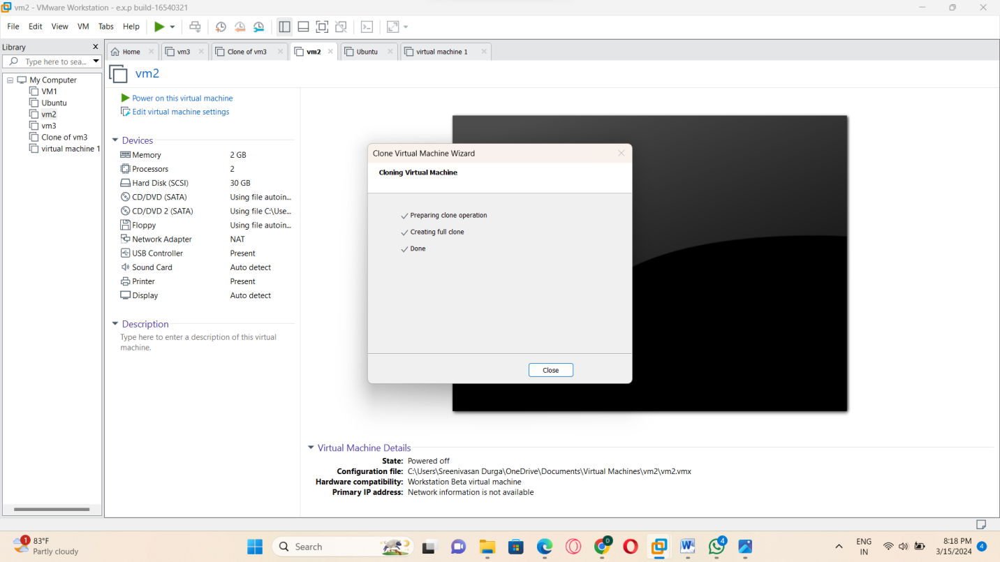 vm2 - VMware Workstation - e.x.p build-16540321
File Edit View VM Tabs Help
Library
Type here to sea...
My Computer
VM1
Ubuntu
vm2
vm3
Clone of vm3
virtual machine 1
Home vm3 Clone of vm3 vm2 Ubuntu virtual machine 1
vm2
Power on this virtual machine
Edit virtual machine settings
Devices
Memory 2 GB
Processors 2
Hard Disk (SCSI) 30 GB
CD/DVD (SATA) Using file autoin...
CD/DVD 2 (SATA) Using file C:\Use...
Floppy Using file autoin...
Network Adapter NAT
USB Controller Present
Sound Card Auto detect
Printer Present
Display Auto detect
Description
Type here to enter a description of this virtual
machine.
Clone Virtual Machine Wizard
Cloning Virtual Machine
Preparing clone operation
Creating full clone
Done
Close
Virtual Machine Details
State: Powered off
Configuration file: C:\Users\Sreenivasan Durga\OneDrive\Documents\Virtual Machines\vm2\vm2.vmx
Hardware compatibility: Workstation Beta virtual machine
Primary IP address: Network information is not available
1
83°F
Partly cloudy
Search
D
4
ENG
IN
8:18 PM
3/15/2024
4